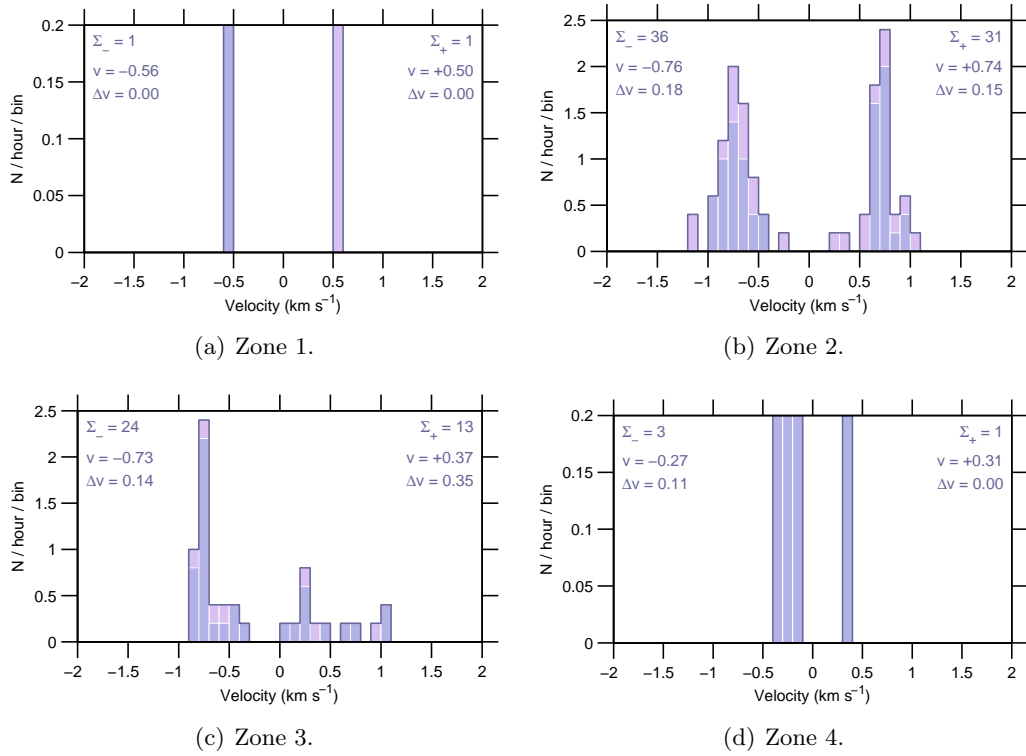 0.2
0.15
0.1
0.05
0
N / hour / bin
Σ_ = 1
v = −0.56
Δv = 0.00
Σ+ = 1
v = +0.50
Δv = 0.00
−2 −1.5 −1 −0.5 0 0.5 1 1.5 2
Velocity (km s⁻¹)
(a) Zone 1.
2.5
2
1.5
1
0.5
0
N / hour / bin
Σ_ = 36
v = −0.76
Δv = 0.18
Σ+ = 31
v = +0.74
Δv = 0.15
−2 −1.5 −1 −0.5 0 0.5 1 1.5 2
Velocity (km s⁻¹)
(b) Zone 2.
2.5
2
1.5
1
0.5
0
N / hour / bin
Σ_ = 24
v = −0.73
Δv = 0.14
Σ+ = 13
v = +0.37
Δv = 0.35
−2 −1.5 −1 −0.5 0 0.5 1 1.5 2
Velocity (km s⁻¹)
(c) Zone 3.
0.2
0.15
0.1
0.05
0
N / hour / bin
Σ_ = 3
v = −0.27
Δv = 0.11
Σ+ = 1
v = +0.31
Δv = 0.00
−2 −1.5 −1 −0.5 0 0.5 1 1.5 2
Velocity (km s⁻¹)
(d) Zone 4.